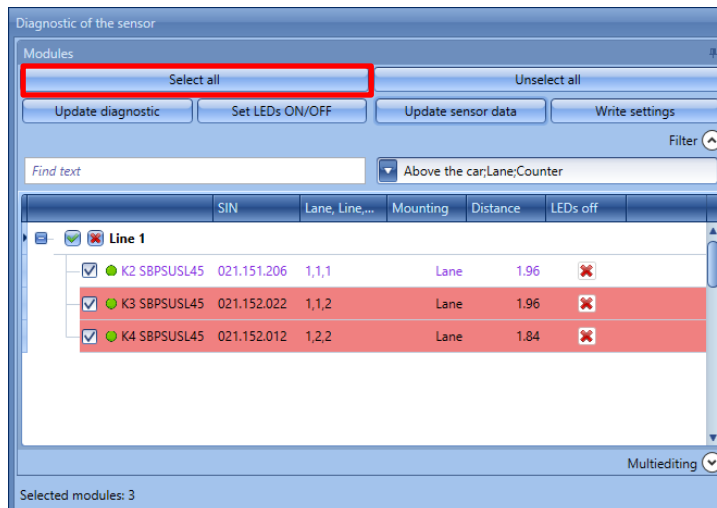 Diagnostic of the sensor
Modules
Select all Unselect all
Update diagnostic Set LEDs ON/OFF Update sensor data Write settings
Filter
Find text Above the car;Lane;Counter
SIN Lane, Line,... Mounting Distance LEDs off
Line 1
K2 SBPSUSL45 021.151.206 1,1,1 Lane 1.96
K3 SBPSUSL45 021.152.022 1,1,2 Lane 1.96
K4 SBPSUSL45 021.152.012 1,2,2 Lane 1.84
Multiediting
Selected modules: 3